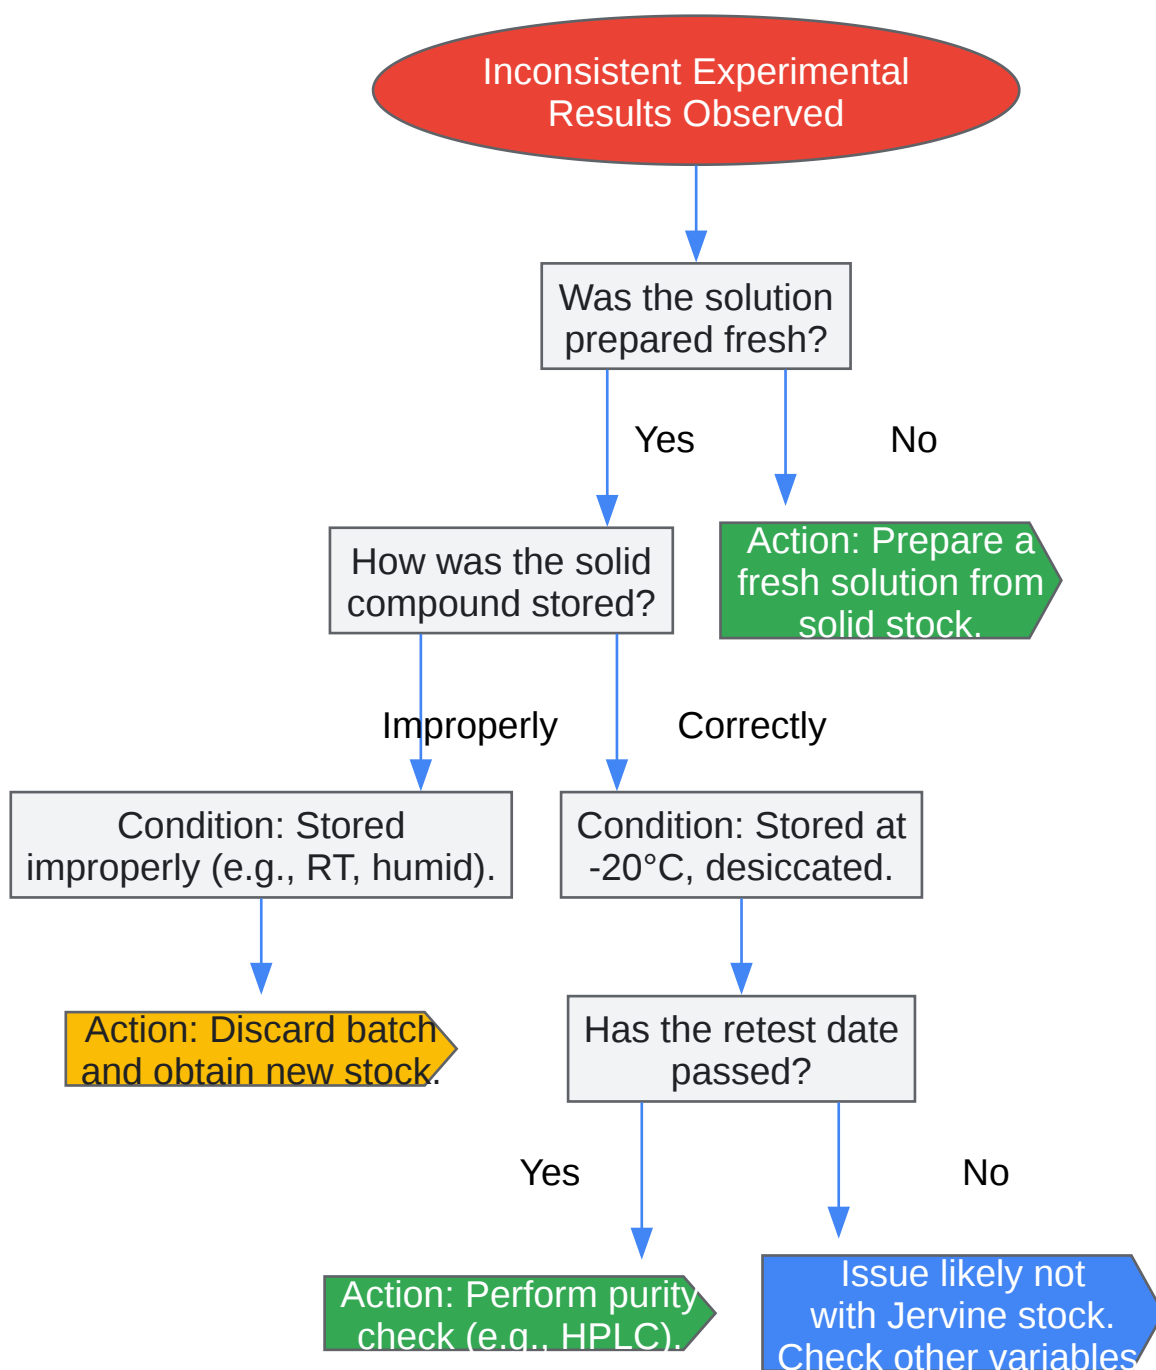 Inconsistent Experimental
Results Observed
Was the solution
prepared fresh?
Yes
No
How was the solid
compound stored?
Action: Prepare a
fresh solution from
solid stock.
Improperly
Correctly
Condition: Stored
improperly (e.g., RT, humid).
Condition: Stored at
-20°C, desiccated.
Action: Discard batch
and obtain new stock.
Has the retest date
passed?
Yes
No
Action: Perform purity
check (e.g., HPLC).
Issue likely not
with Jervine stock.
Check other variables